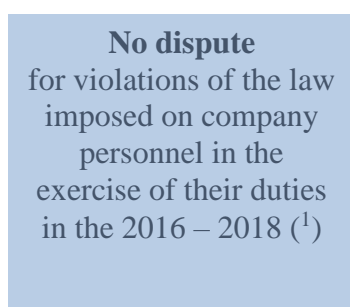 No dispute
for violations of the law
imposed on company
personnel in the
exercise of their duties
in the 2016 – 2018 (¹)